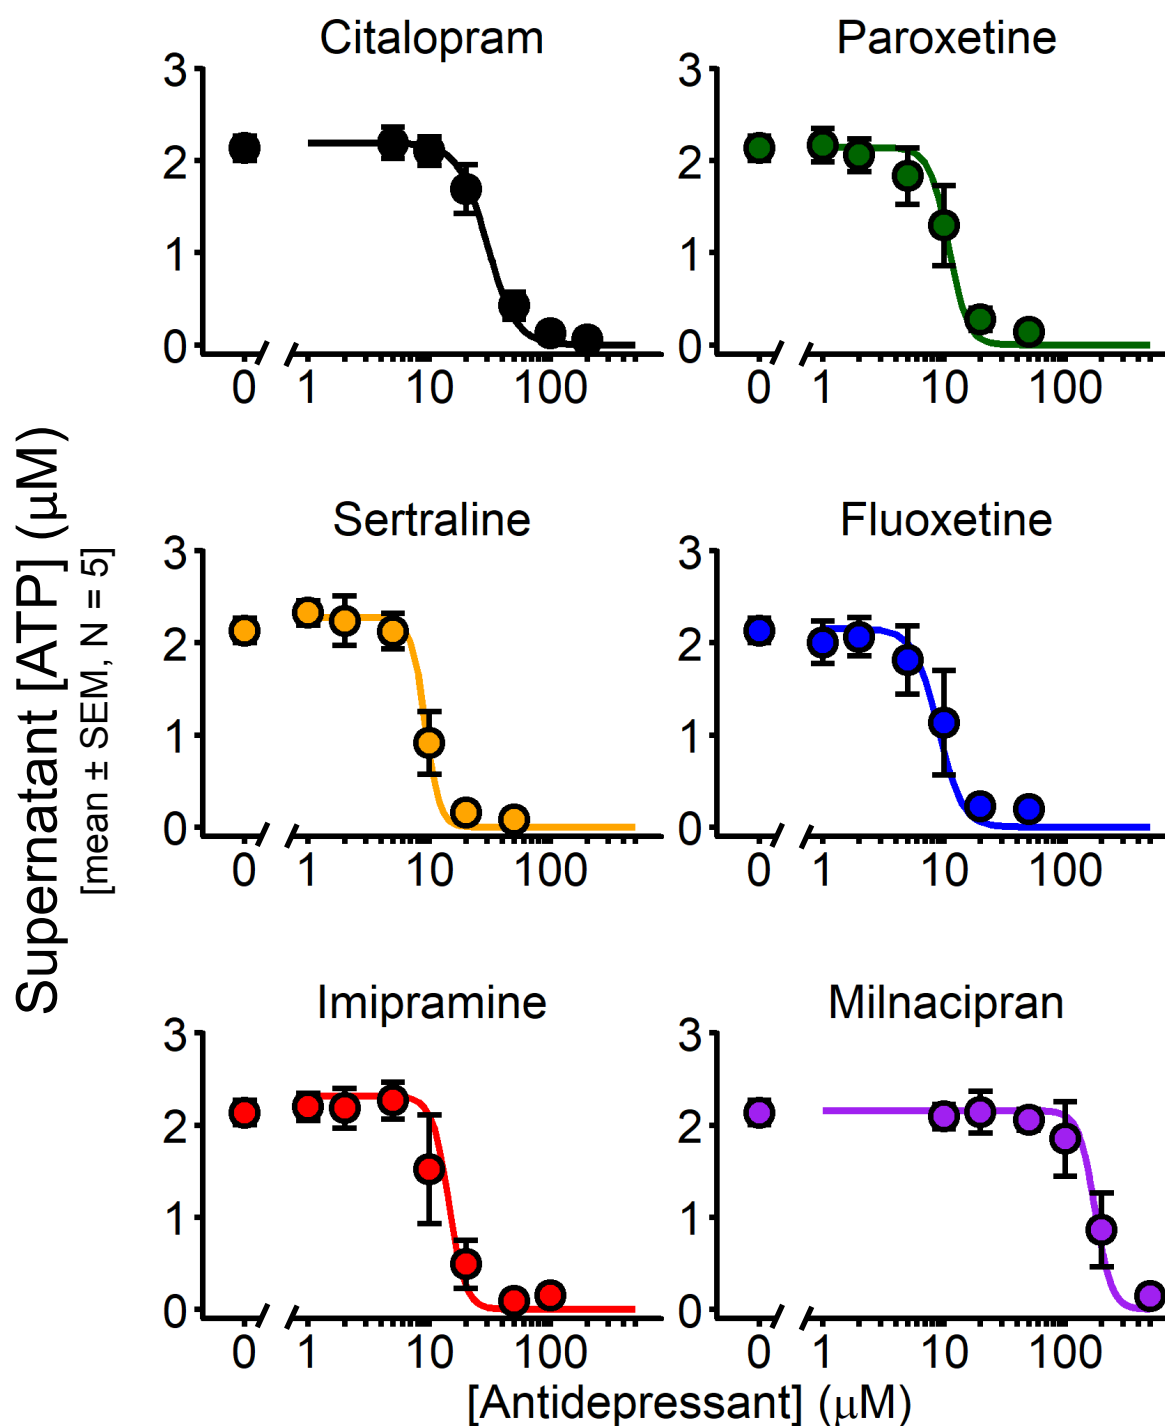 Citalopram
Paroxetine
3
2
1
0
0 1 10 100
3
2
1
0
0 1 10 100
Supernatant [ATP] (μM)
[mean ± SEM, N = 5]
Sertraline
Fluoxetine
3
2
1
0
0 1 10 100
3
2
1
0
0 1 10 100
Imipramine
Milnacipran
3
2
1
0
0 1 10 100
3
2
1
0
0 1 10 100
[Antidepressant] (μM)